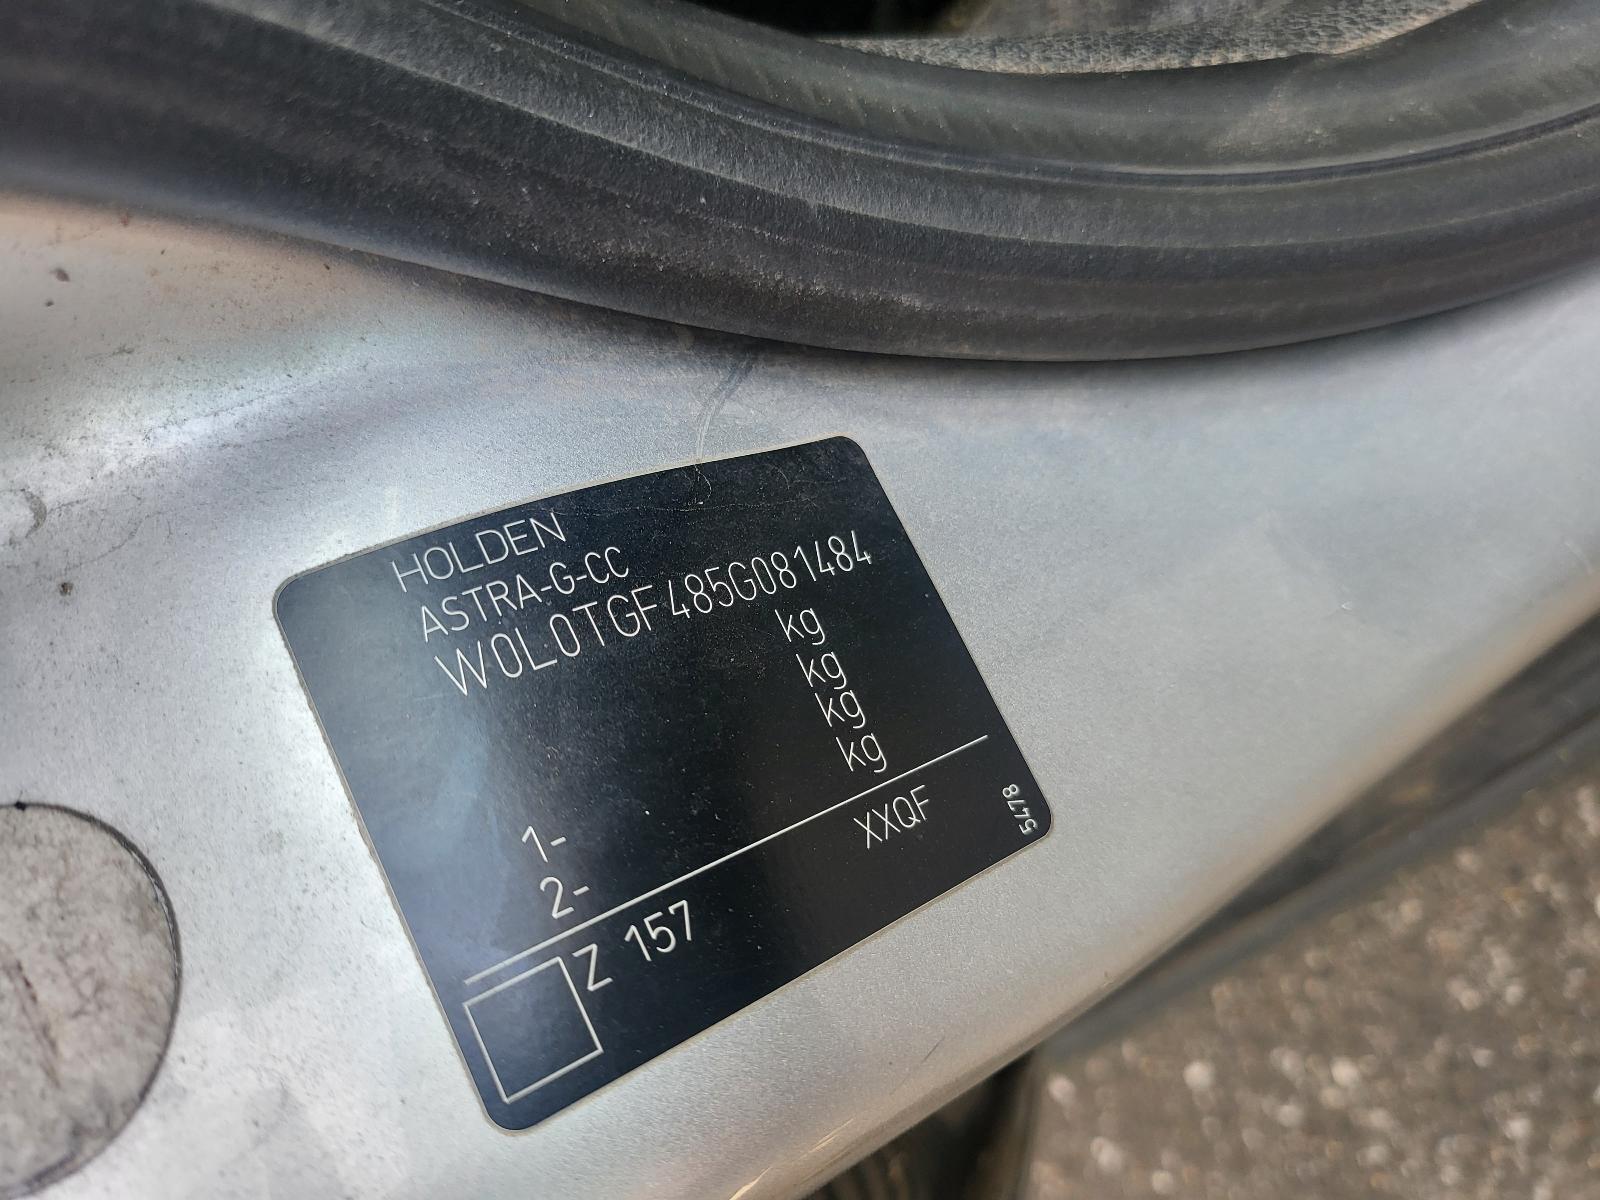 HOLDEN
ASTRA-G-CC
W0L0TGF485G081484
kg
kg
1- kg
2- kg
Z 157 XXQF
5478